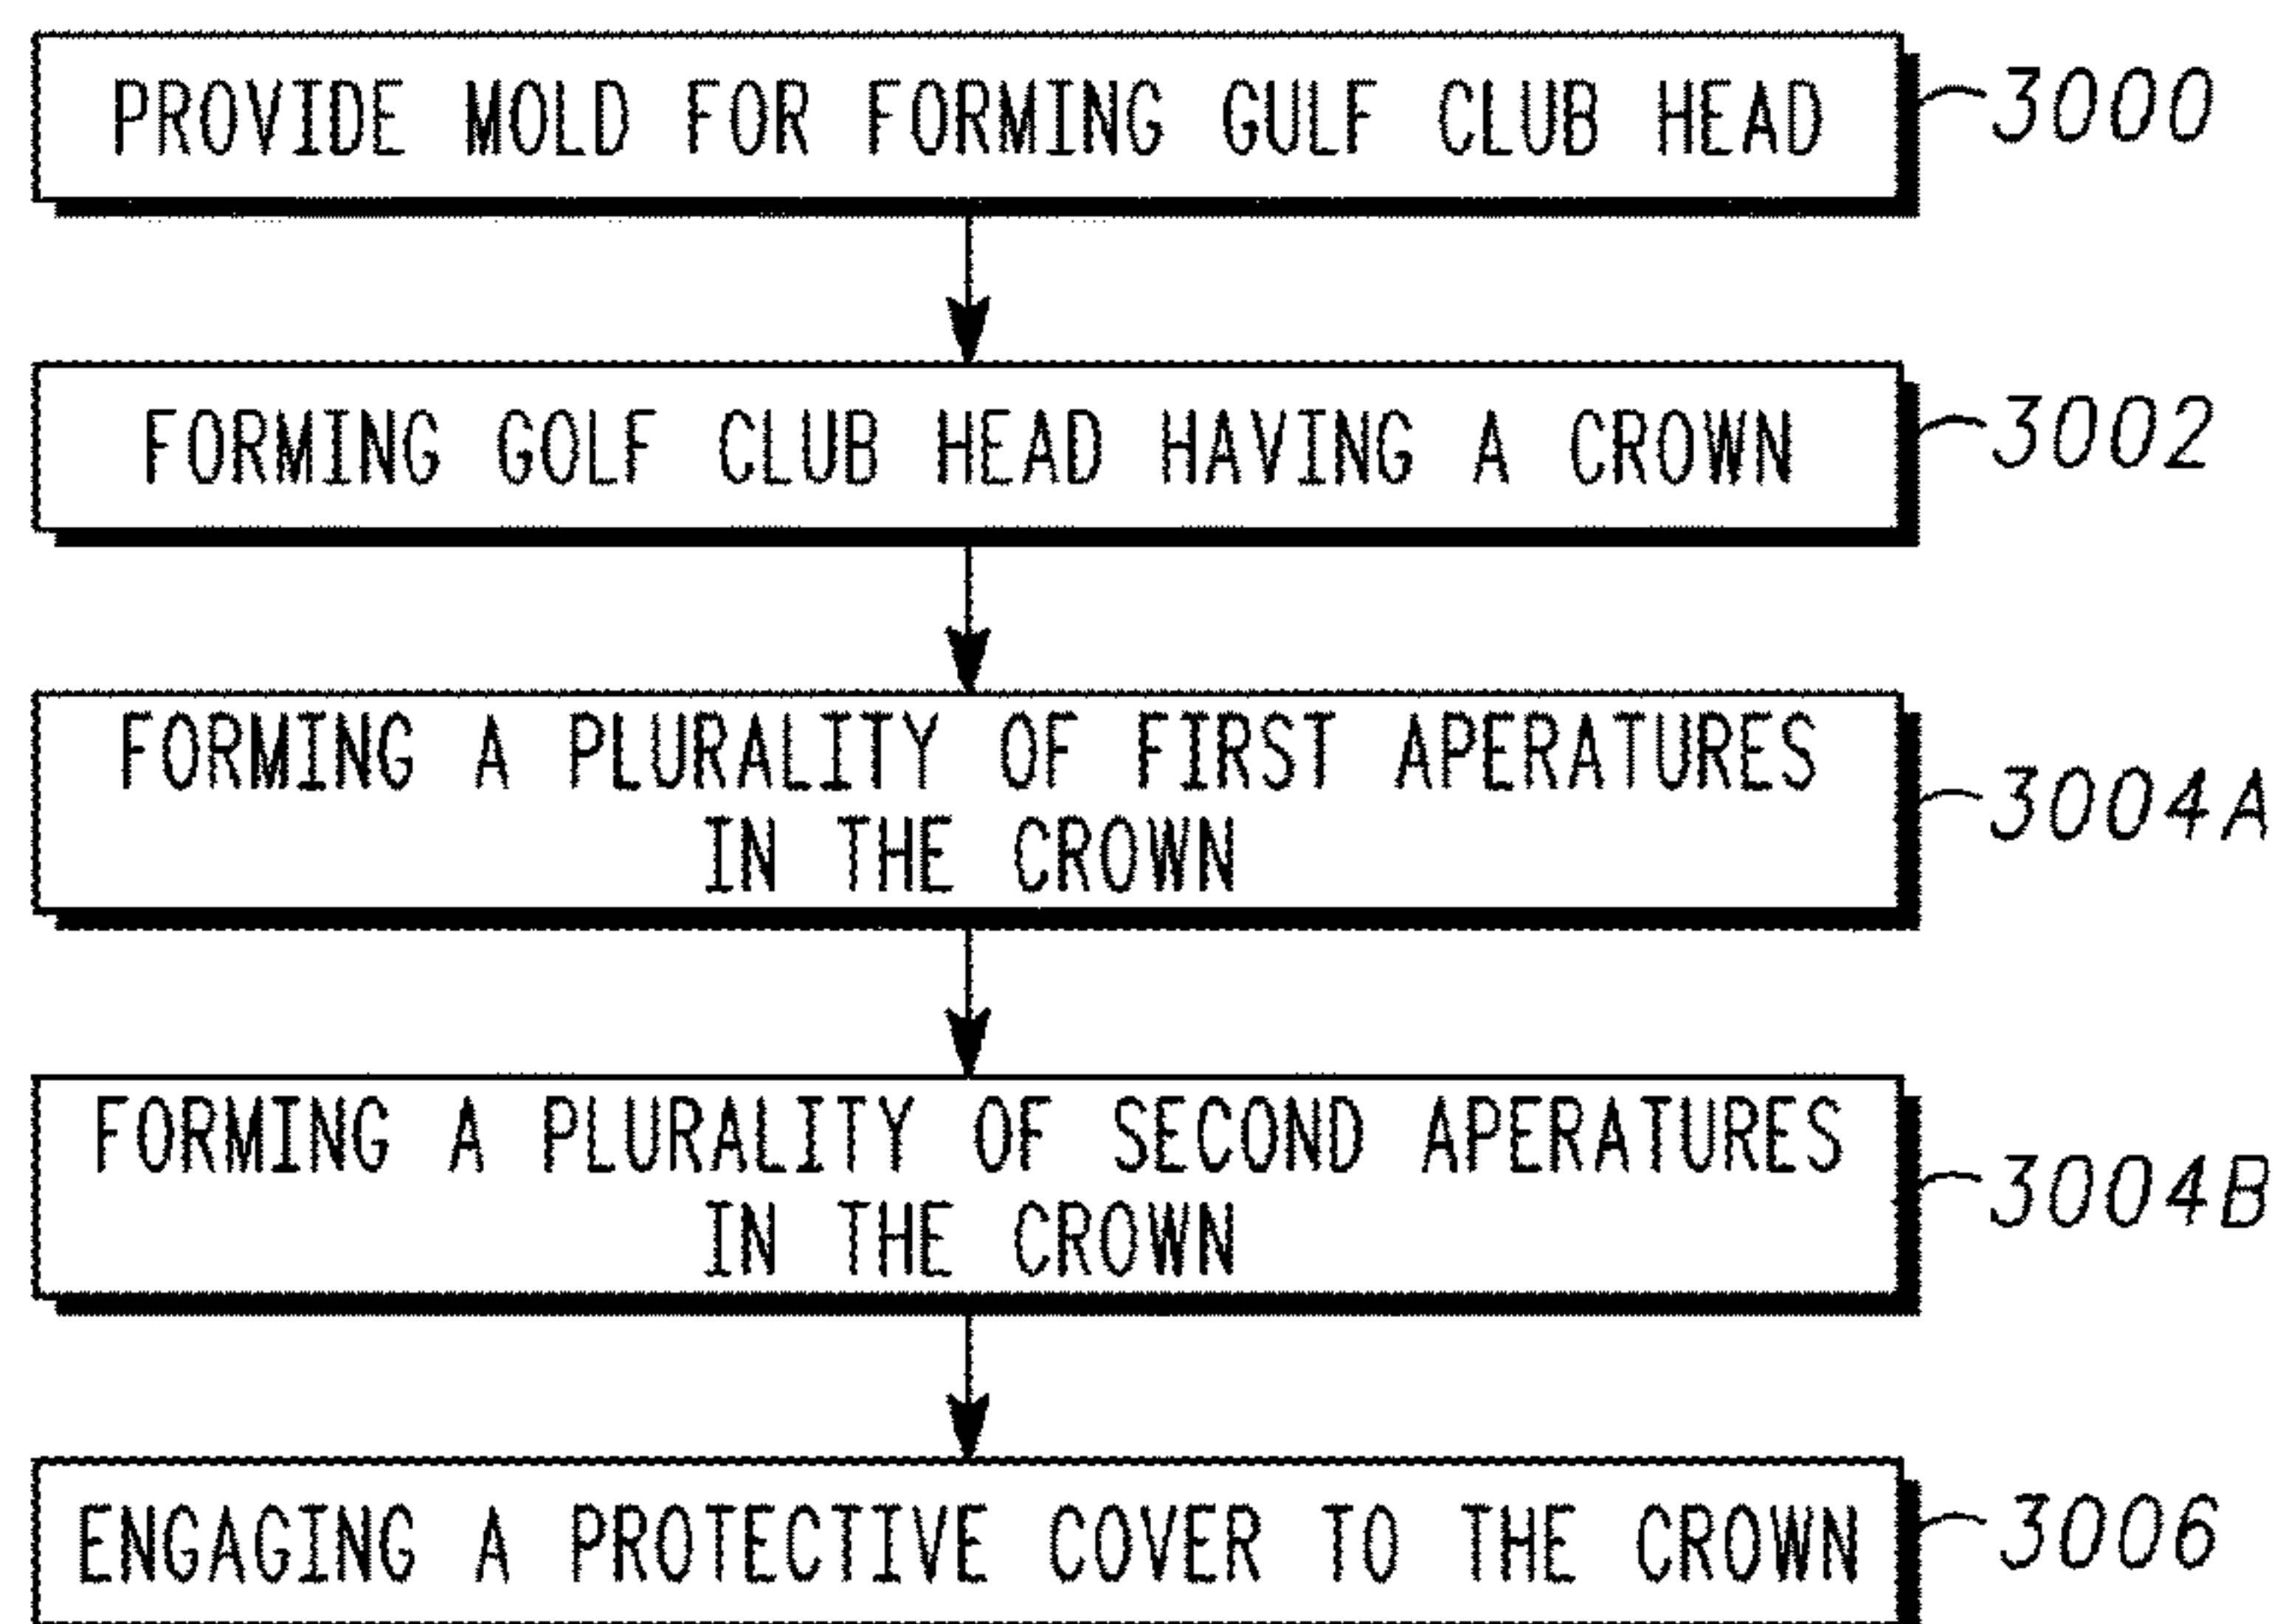 PROVIDE MOLD FOR FORMING GULF CLUB HEAD
3000
FORMING GOLF CLUB HEAD HAVING A CROWN
3002
FORMING A PLURALITY OF FIRST APERATURES
IN THE CROWN
3004A
FORMING A PLURALITY OF SECOND APERATURES
IN THE CROWN
3004B
ENGAGING A PROTECTIVE COVER TO THE CROWN
3006